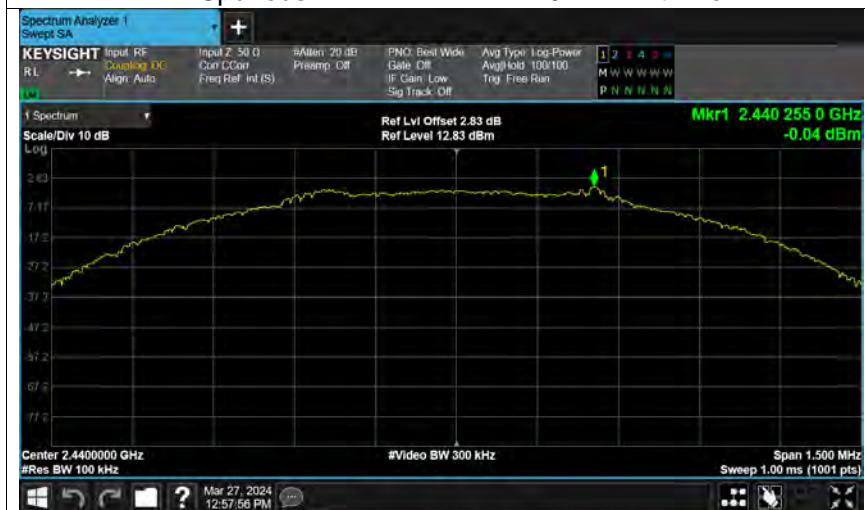 Spectrum Analyzer 1
Swept SA
KEYSIGHT Input: RF Input Z: 50 Ω #Atten: 20 dB PNO: Best Wide Avg Type: Log-Power 1 2 3 4 5 6
R L Coupling: DC Corr CCorr Preamp: Off Gate: Off Avg|Hold: 100/100 M W W W W W
Align: Auto Freq Ref: Int (S) IF Gain: Low Trig: Free Run
Sig Track: Off P N N N N N
1 Spectrum Ref Lvl Offset 2.83 dB Mkr1 2.440 255 0 GHz
Scale/Div 10 dB Ref Level 12.83 dBm -0.04 dBm
Log
1
2.83
-7.17
-17.2
-27.2
-37.2
-47.2
-57.2
-67.2
-77.2
Center 2.4400000 GHz #Video BW 300 kHz Span 1.500 MHz
#Res BW 100 kHz Sweep 1.00 ms (1001 pts)
? Mar 27, 2024
12:57:56 PM